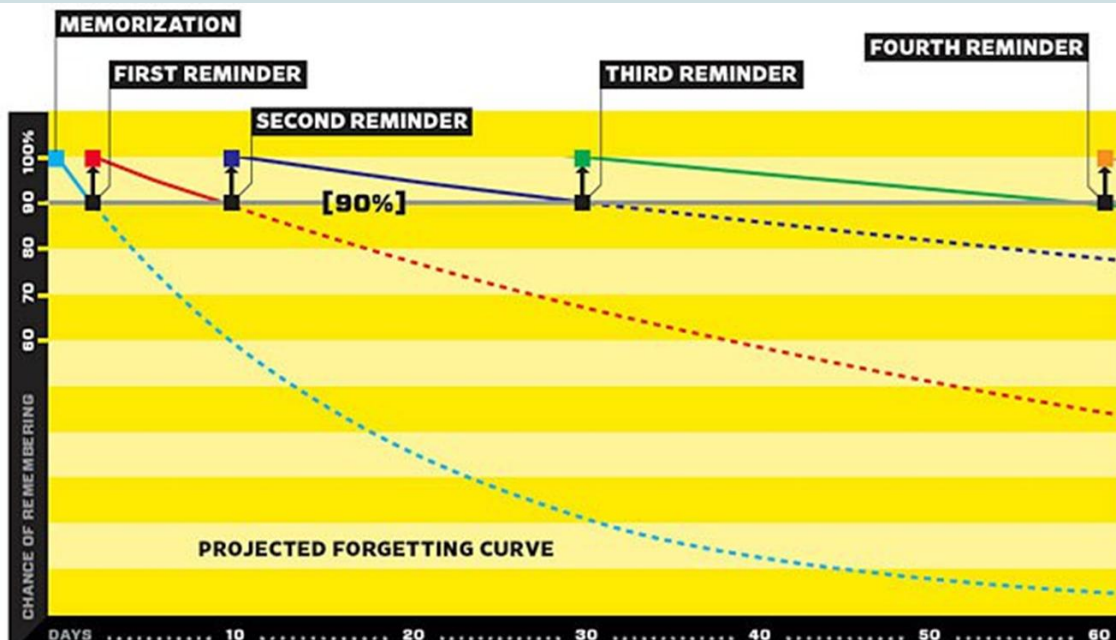 MEMORIZATION
FIRST REMINDER
SECOND REMINDER
THIRD REMINDER
FOURTH REMINDER
100%
90
80
70
60
[90%]
CHANCE OF REMEMBERING
PROJECTED FORGETTING CURVE
DAYS 10 20 30 40 50 60